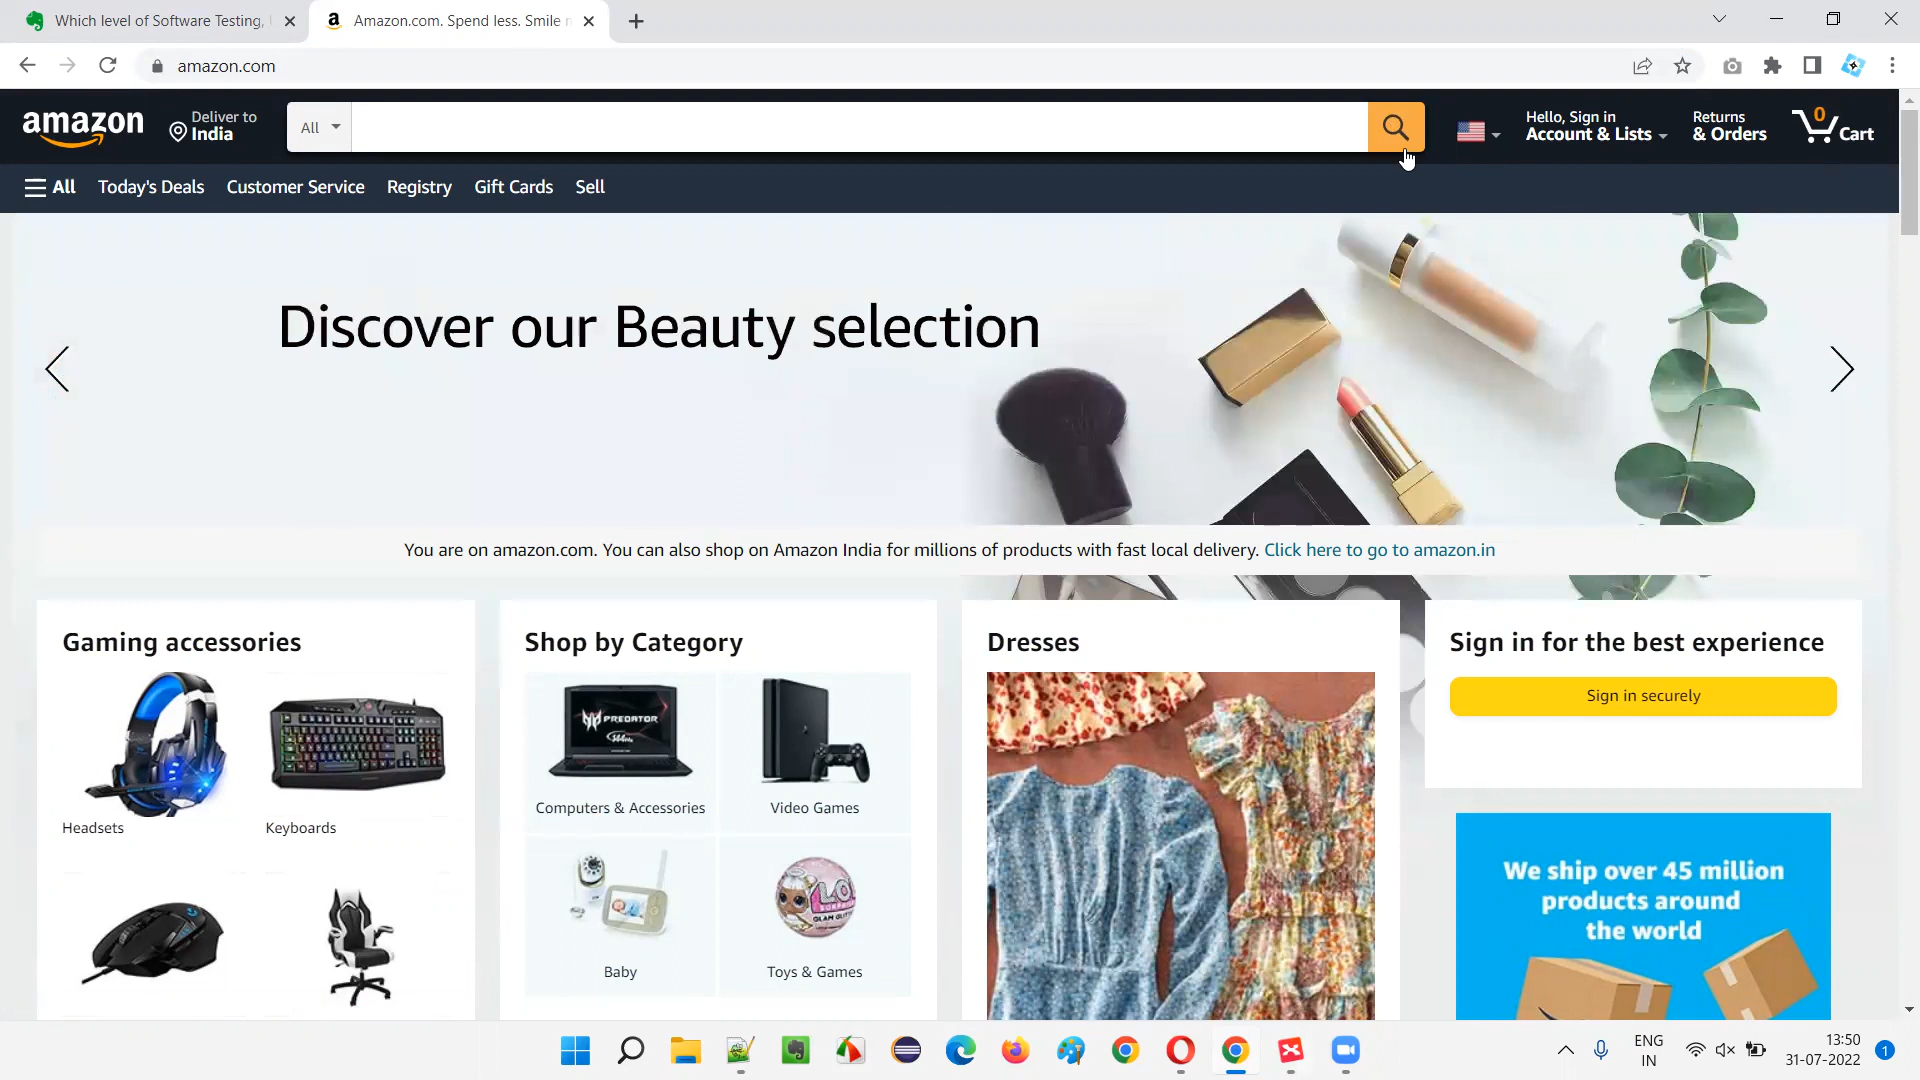 Which level of Software Testing,
Amazon.com. Spend less. Smile
amazon.com
amazon
Deliver to
India
All
Hello, Sign in
Account & Lists
Returns
& Orders
0
Cart
All
Today's Deals
Customer Service
Registry
Gift Cards
Sell
Discover our Beauty selection
You are on amazon.com. You can also shop on Amazon India for millions of products with fast local delivery. Click here to go to amazon.in
Gaming accessories
Shop by Category
Dresses
Sign in for the best experience
Sign in securely
PREDATOR
Headsets
Keyboards
Computers & Accessories
Video Games
We ship over 45 million
products around
the world
Baby
Toys & Games
ENG
IN
13:50
31-07-2022
1